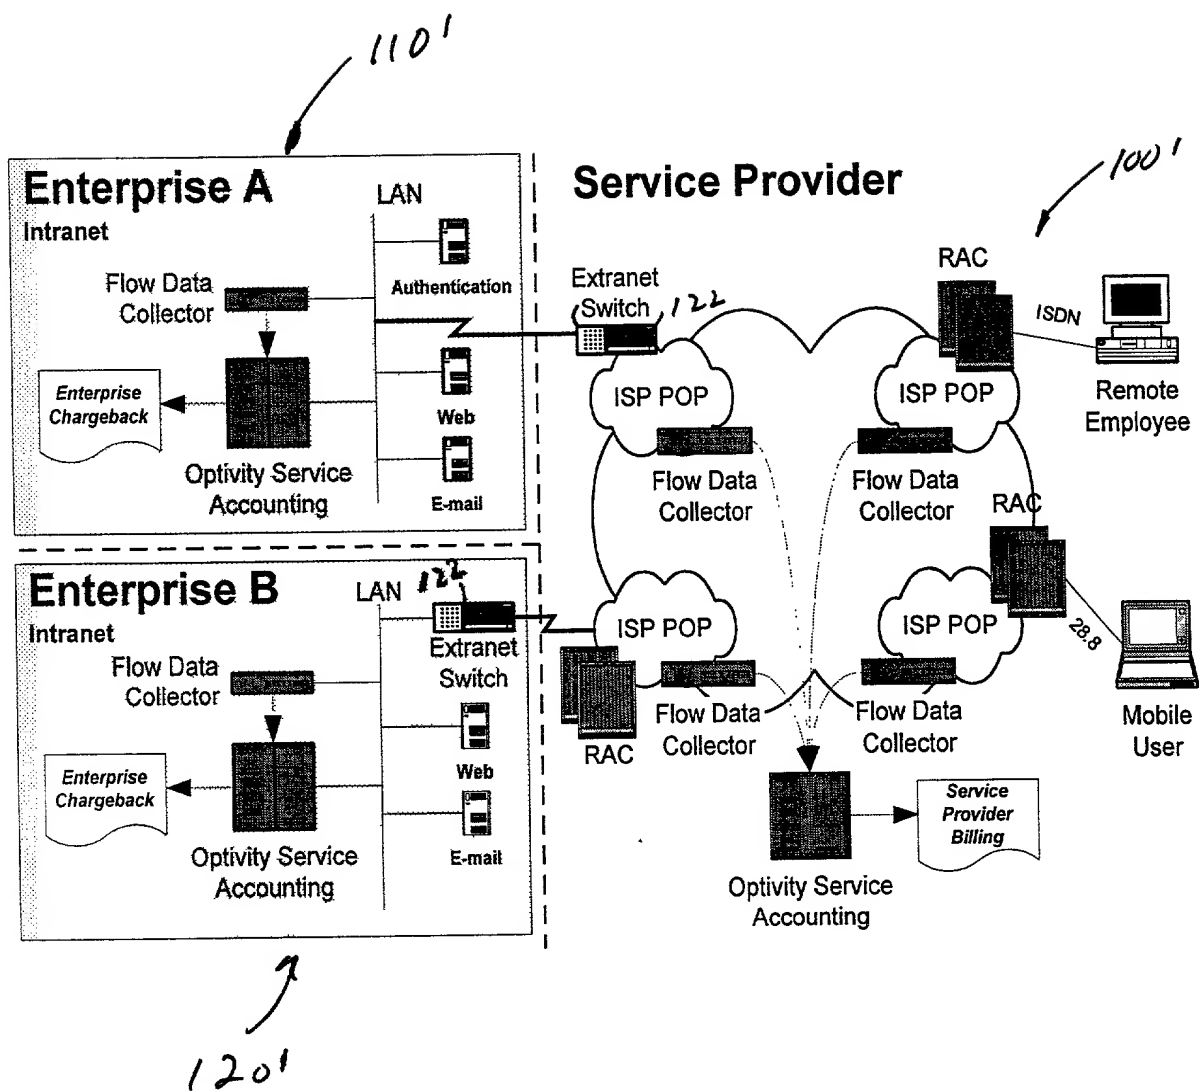 110'
100'
Enterprise A
Intranet
LAN
Flow Data
Collector
Authentication
Enterprise
Chargeback
Web
Optivity Service
Accounting
E-mail
Service Provider
Extranet
Switch
122
RAC
ISDN
ISP POP
ISP POP
Remote
Employee
Flow Data
Collector
Flow Data
Collector
RAC
Enterprise B
Intranet
LAN
122
Extranet
Switch
Flow Data
Collector
Enterprise
Chargeback
Web
Optivity Service
Accounting
E-mail
ISP POP
ISP POP
28.8
RAC
Flow Data
Collector
Flow Data
Collector
Mobile
User
Service
Provider
Billing
Optivity Service
Accounting
120'